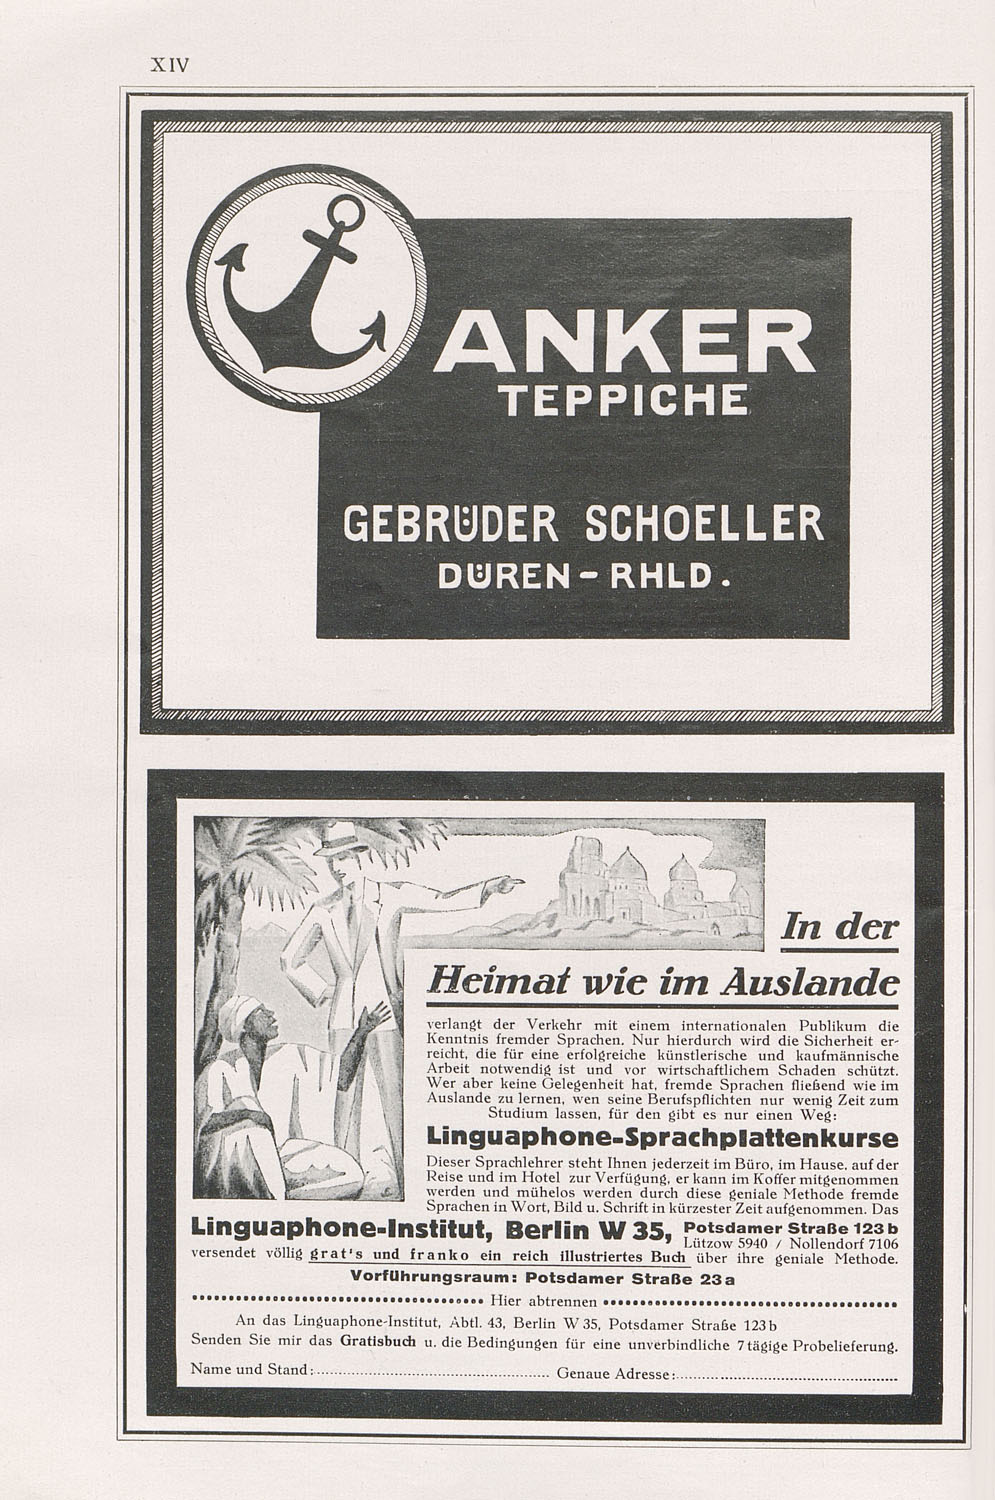 XIV
ANKER
TEPPICHE
GEBRÜDER SCHOELLER
DÜREN - RHLD.
In der
Heimat wie im Auslande
verlangt der Verkehr mit einem internationalen Publikum die
Kenntnis fremder Sprachen. Nur hierdurch wird die Sicherheit er-
reicht, die für eine erfolgreiche künstlerische und kaufmännische
Arbeit notwendig ist und vor wirtschaftlichem Schaden schützt.
Wer aber keine Gelegenheit hat, fremde Sprachen fließend wie im
Auslande zu lernen, wen seine Berufspflichten nur wenig Zeit zum
Studium lassen, für den gibt es nur einen Weg:
Linguaphone-Sprachplattenkurse
Dieser Sprachlehrer steht Ihnen jederzeit im Büro, im Hause. auf der
Reise und im Hotel zur Verfügung, er kann im Koffer mitgenommen
werden und mühelos werden durch diese geniale Methode fremde
Sprachen in Wort, Bild u. Schrift in kürzester Zeit aufgenommen. Das
Linguaphone-Institut, Berlin W 35, Potsdamer Straße 123 b
Lützow 5940 / Nollendorf 7106
versendet völlig grat's und franko ein reich illustriertes Buch über ihre geniale Methode.
Vorführungsraum: Potsdamer Straße 23 a
Hier abtrennen
An das Linguaphone-Institut, Abtl. 43, Berlin W 35, Potsdamer Straße 123 b
Senden Sie mir das Gratisbuch u. die Bedingungen für eine unverbindliche 7 tägige Probelieferung.
Name und Stand: Genaue Adresse: